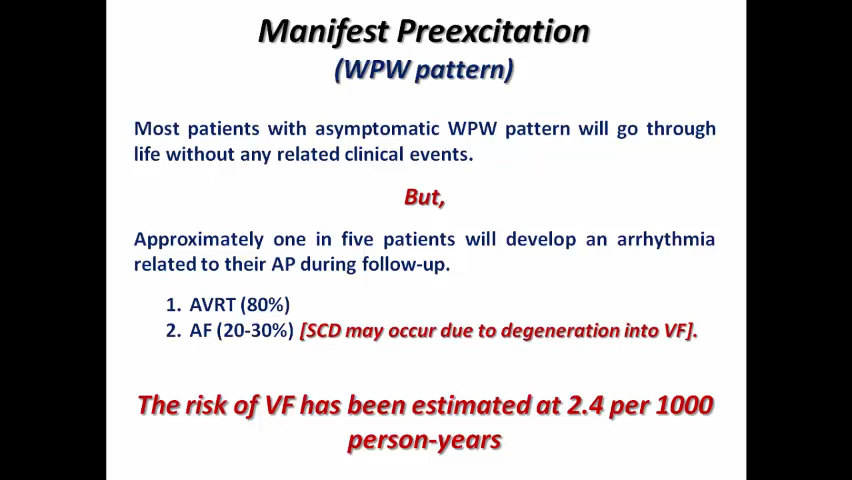 Manifest Preexcitation
(WPW pattern)
Most patients with asymptomatic WPW pattern will go through
life without any related clinical events.
But,
Approximately one in five patients will develop an arrhythmia
related to their AP during follow-up.
1. AVRT (80%)
2. AF (20-30%) [SCD may occur due to degeneration into VF].
The risk of VF has been estimated at 2.4 per 1000
person-years